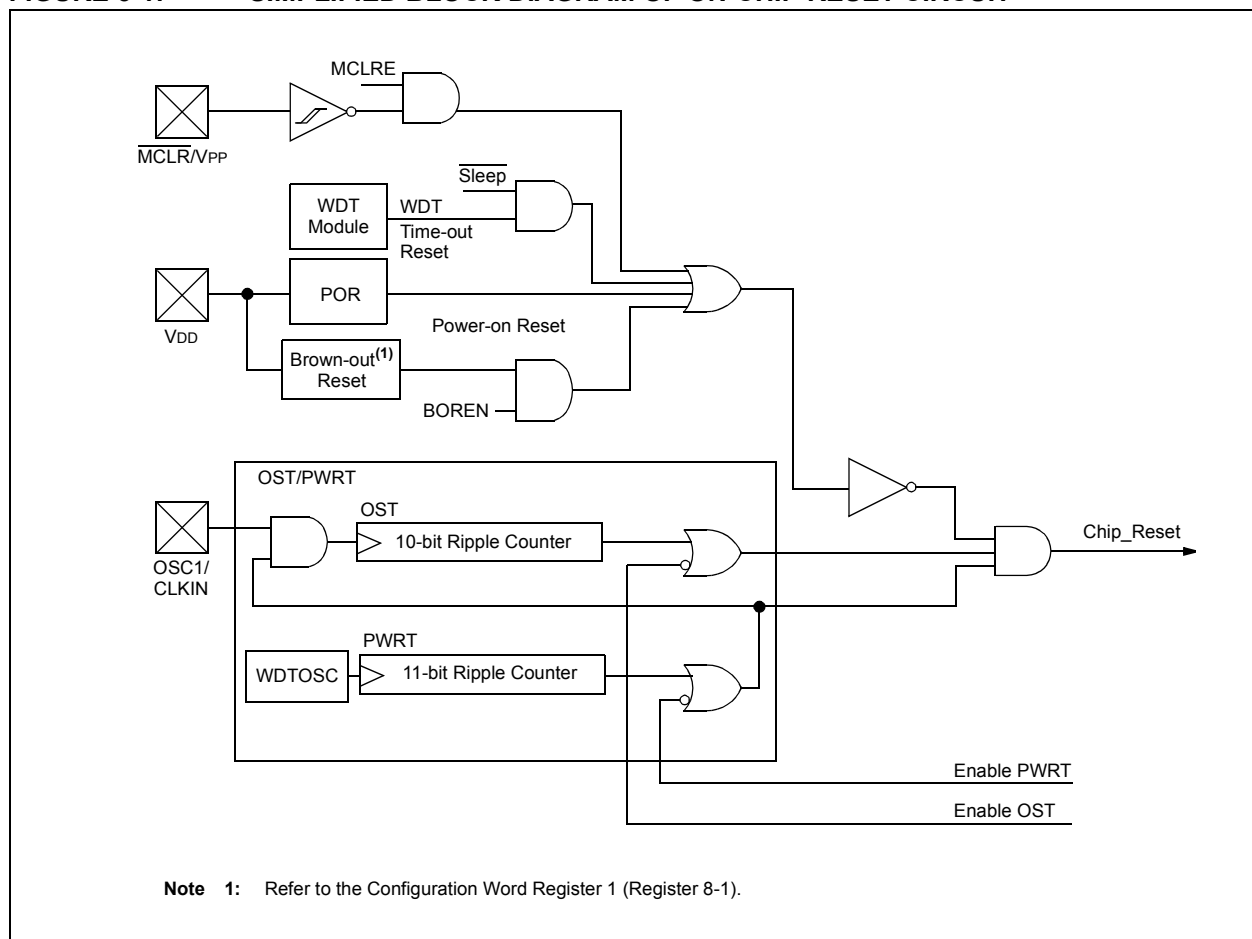 MCLRE
MCLR/VPP
Sleep
WDT
Module
WDT
Time-out
Reset
POR
VDD
Power-on Reset
Brown-out(1)
Reset
BOREN
OST/PWRT
OST
10-bit Ripple Counter
Chip_Reset
OSC1/
CLKIN
PWRT
WDTOSC
11-bit Ripple Counter
Enable PWRT
Enable OST
Note 1: Refer to the Configuration Word Register 1 (Register 8-1).